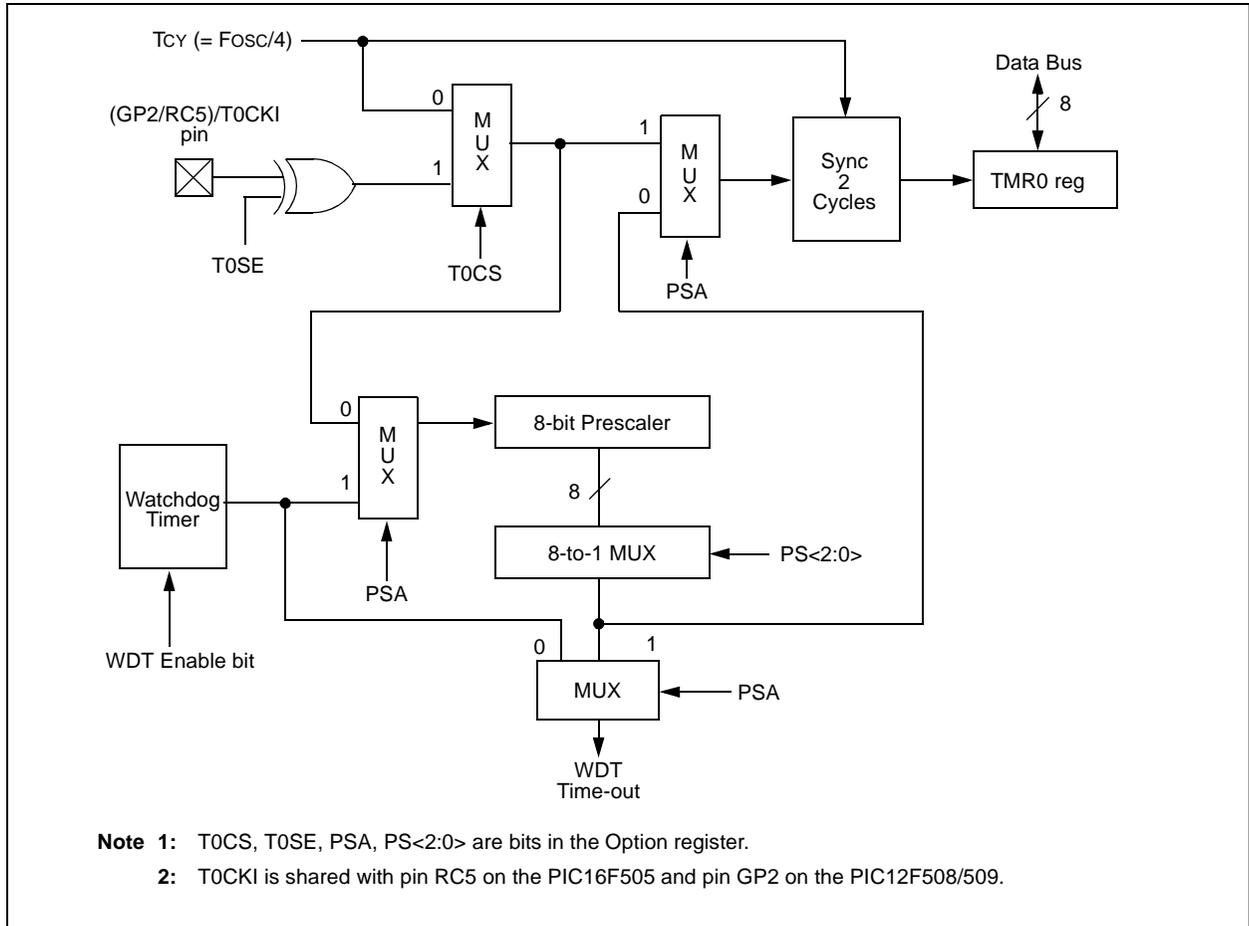 TCY (= FOSC/4)
Data Bus
8
(GP2/RC5)/T0CKI
pin
0
1
M
U
X
T0CS
T0SE
1
0
M
U
X
PSA
Sync
2
Cycles
TMR0 reg
0
1
M
U
X
PSA
8-bit Prescaler
8
8-to-1 MUX
PS<2:0>
Watchdog
Timer
WDT Enable bit
0
1
MUX
PSA
WDT
Time-out
Note 1: T0CS, T0SE, PSA, PS<2:0> are bits in the Option register.
2: T0CKI is shared with pin RC5 on the PIC16F505 and pin GP2 on the PIC12F508/509.